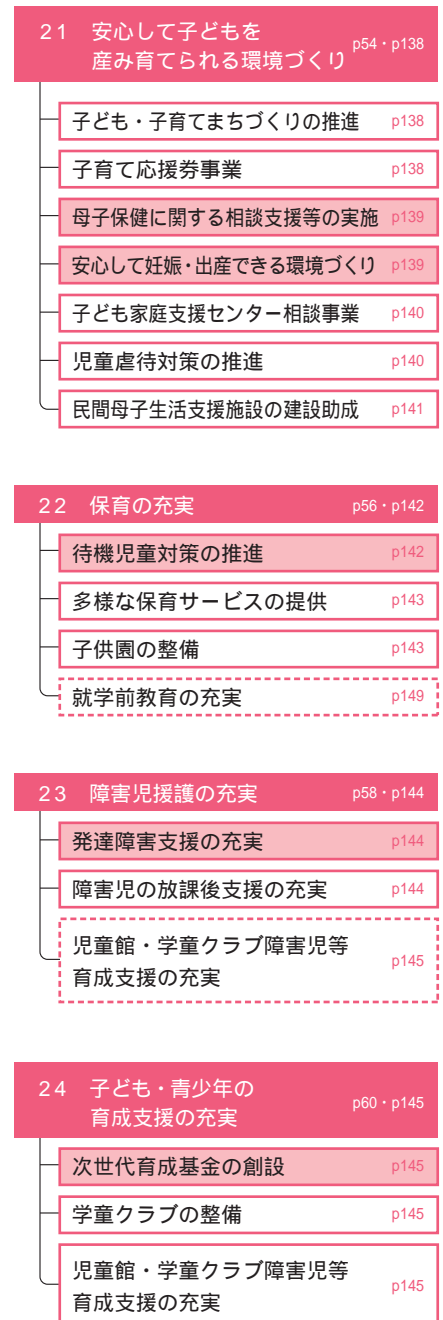 21 安心して子どもを
産み育てられる環境づくり p54・p138
子ども・子育てまちづくりの推進 p138
子育て応援券事業 p138
母子保健に関する相談支援等の実施 p139
安心して妊娠・出産できる環境づくり p139
子ども家庭支援センター相談事業 p140
児童虐待対策の推進 p140
民間母子生活支援施設の建設助成 p141
22 保育の充実 p56・p142
待機児童対策の推進 p142
多様な保育サービスの提供 p143
子供園の整備 p143
就学前教育の充実 p149
23 障害児援護の充実 p58・p144
発達障害支援の充実 p144
障害児の放課後支援の充実 p144
児童館・学童クラブ障害児等
育成支援の充実 p145
24 子ども・青少年の
育成支援の充実 p60・p145
次世代育成基金の創設 p145
学童クラブの整備 p145
児童館・学童クラブ障害児等
育成支援の充実 p145